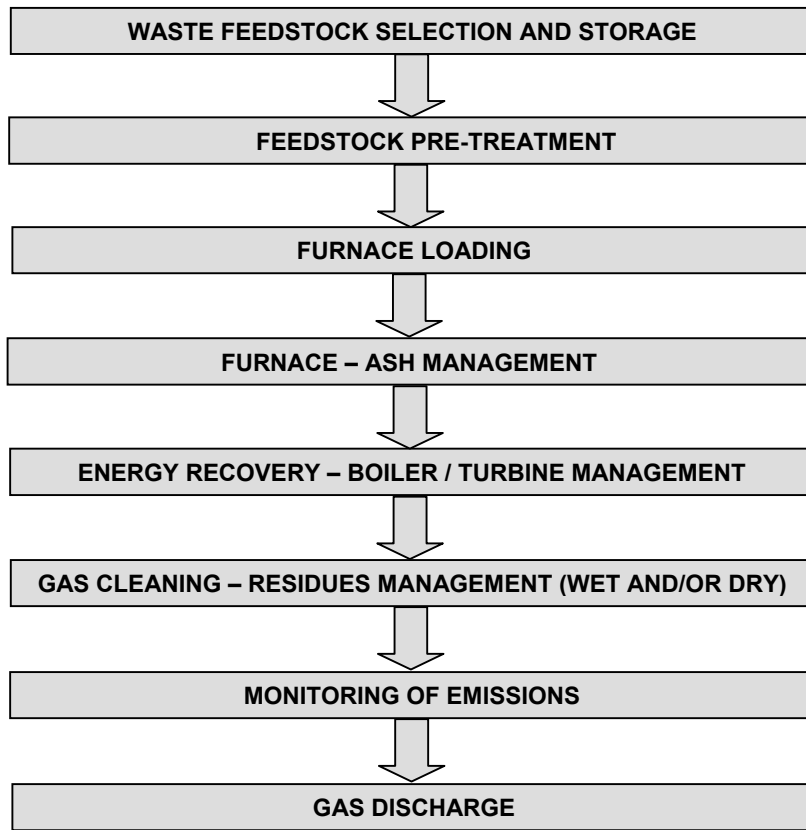 WASTE FEEDSTOCK SELECTION AND STORAGE
FEEDSTOCK PRE-TREATMENT
FURNACE LOADING
FURNACE – ASH MANAGEMENT
ENERGY RECOVERY – BOILER / TURBINE MANAGEMENT
GAS CLEANING – RESIDUES MANAGEMENT (WET AND/OR DRY)
MONITORING OF EMISSIONS
GAS DISCHARGE